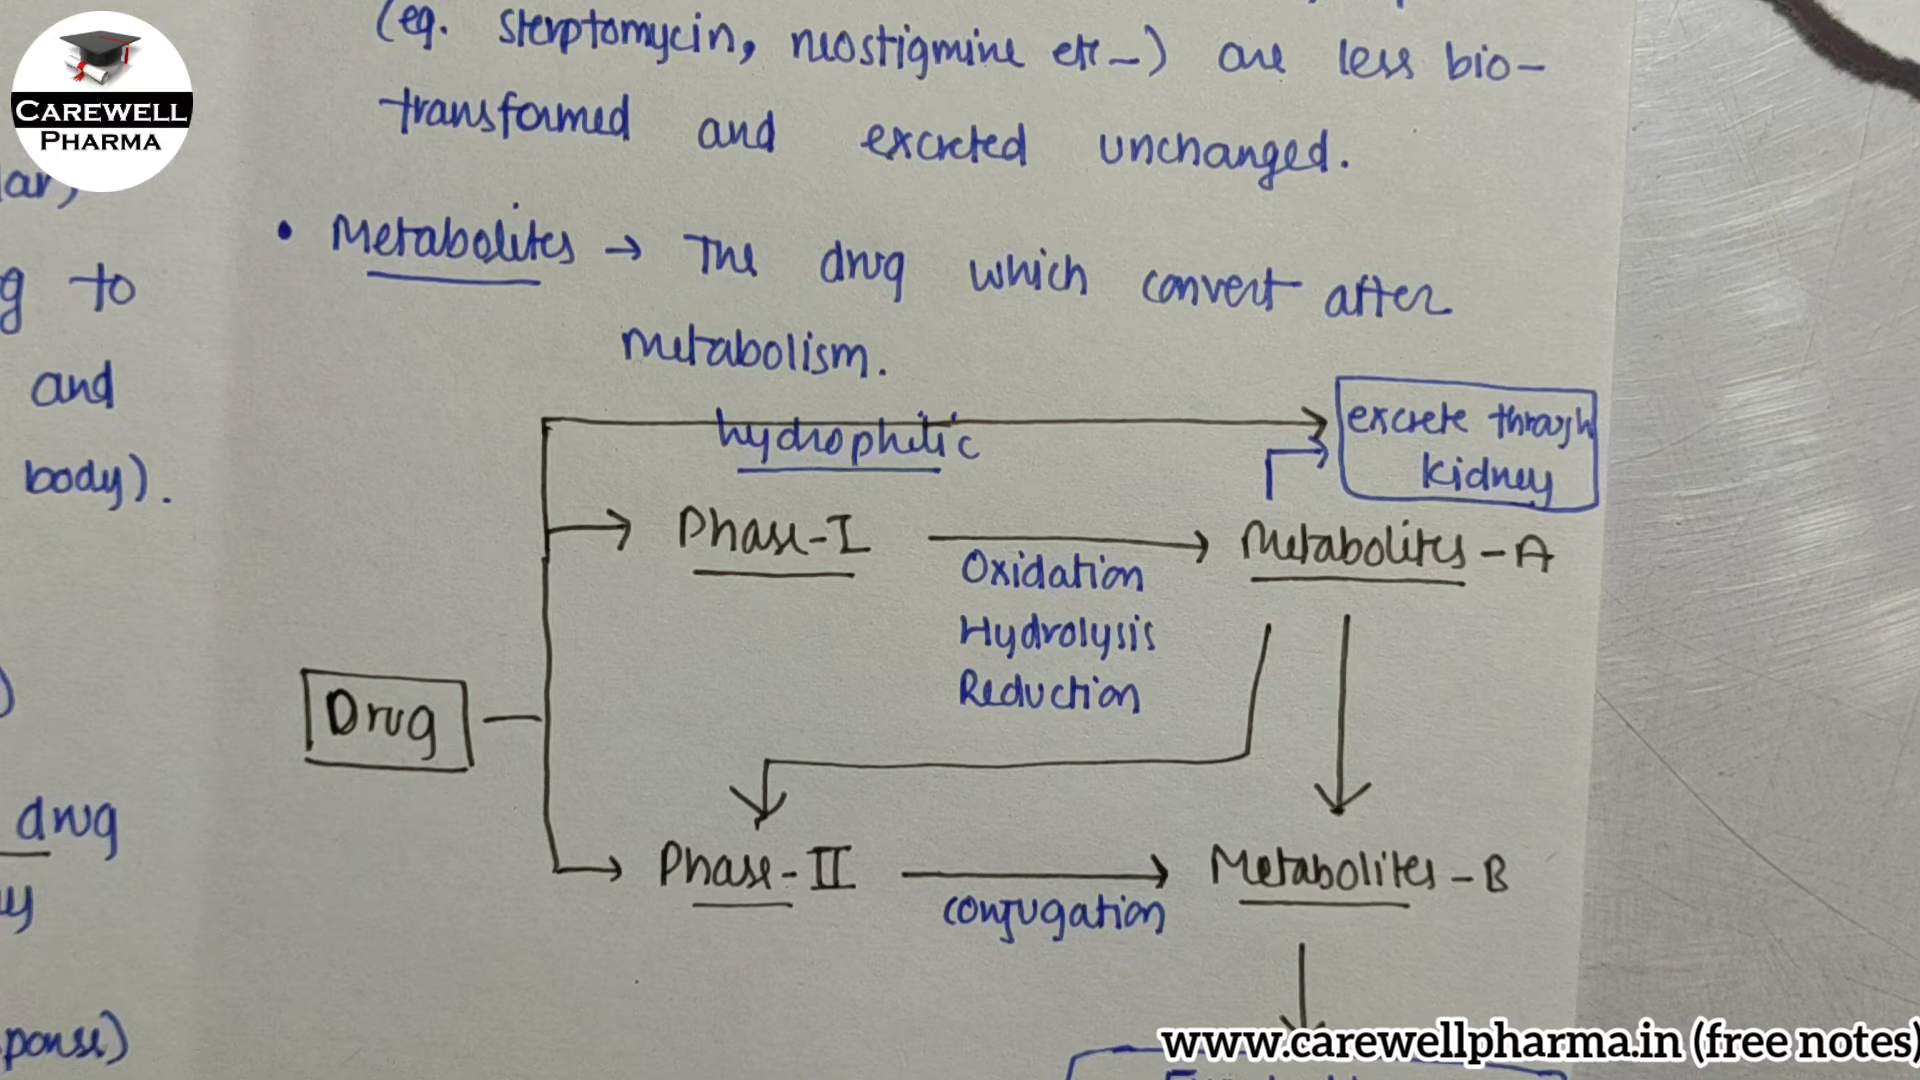 CAREWELL
PHARMA
(eg. sterptomycin, neostigmine etc-) are less bio-
transformed and excreted unchanged.
• Metabolites → The drug which convert after
metabolism.
hydrophilic
excrete through
kidney
Phase-I
Oxidation
Hydrolysis
Reduction
Metabolites - A
Drug
Phase-II
conjugation
Metabolites - B
g to
and
body).
drug
ponse)
www.carewellpharma.in (free notes)